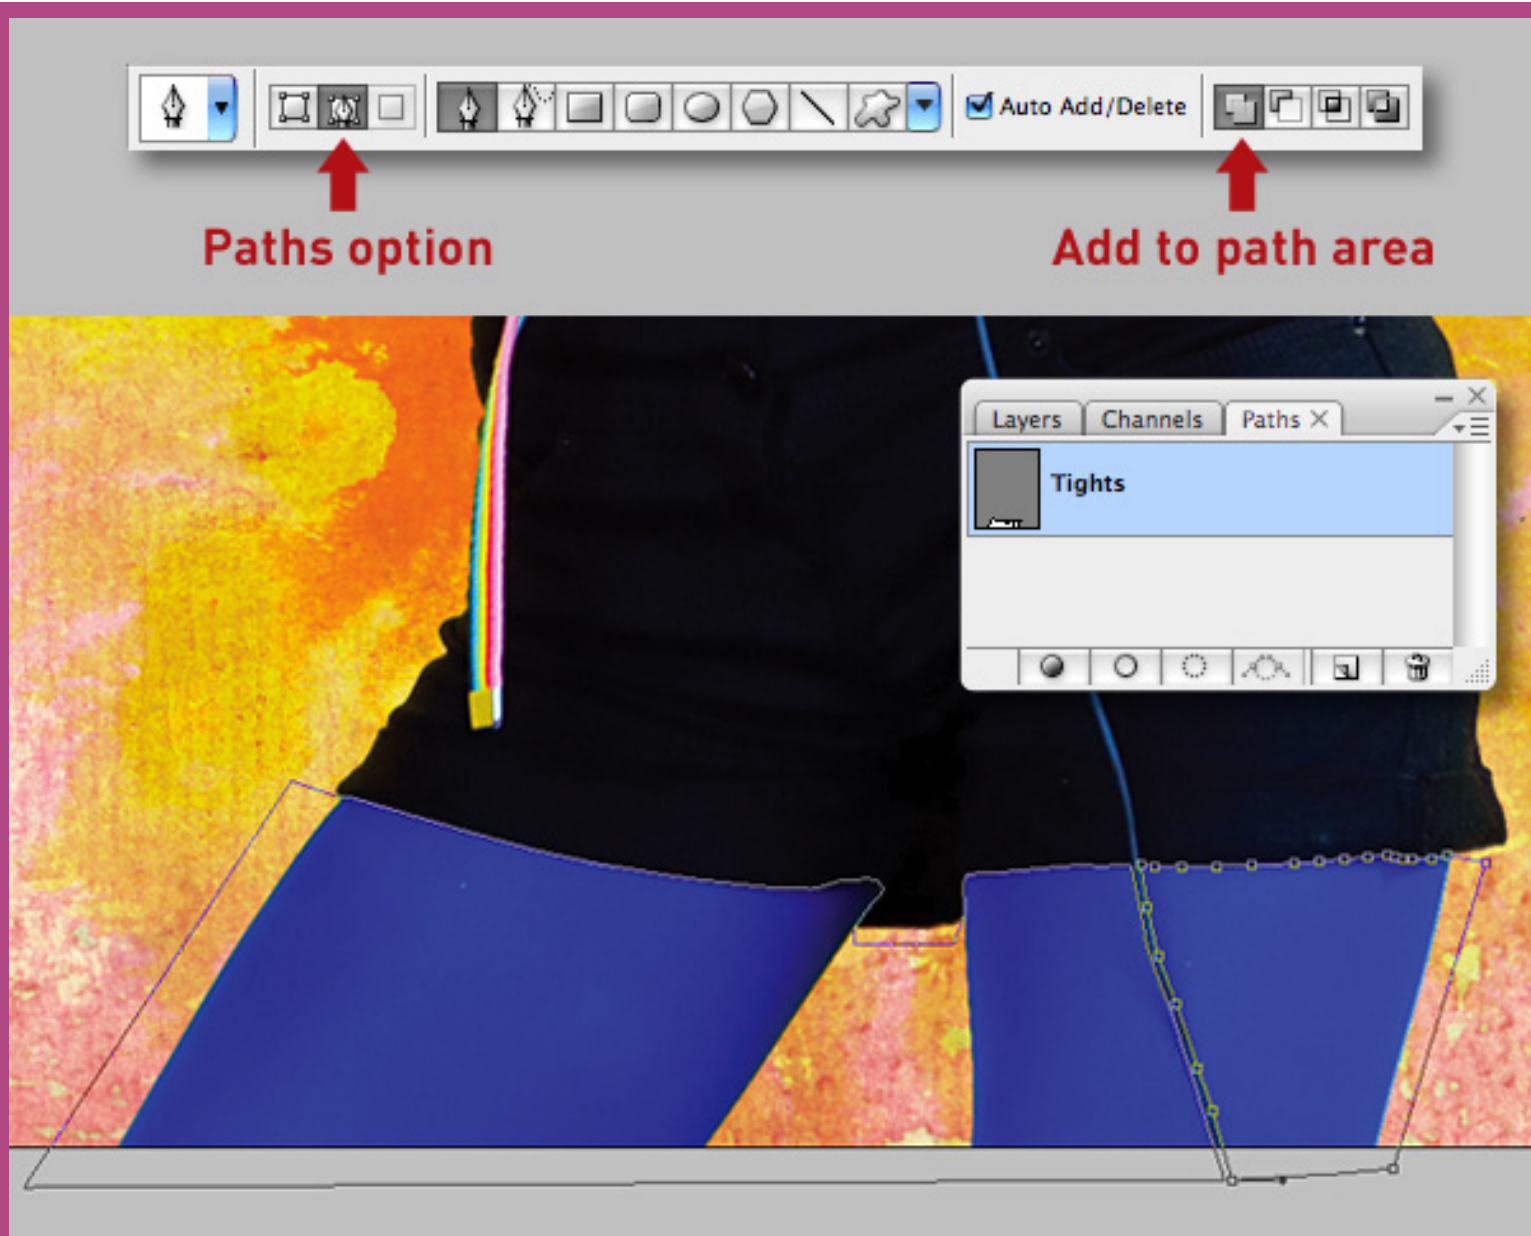 Auto Add/Delete
Paths option
Add to path area
Layers Channels Paths
Tights